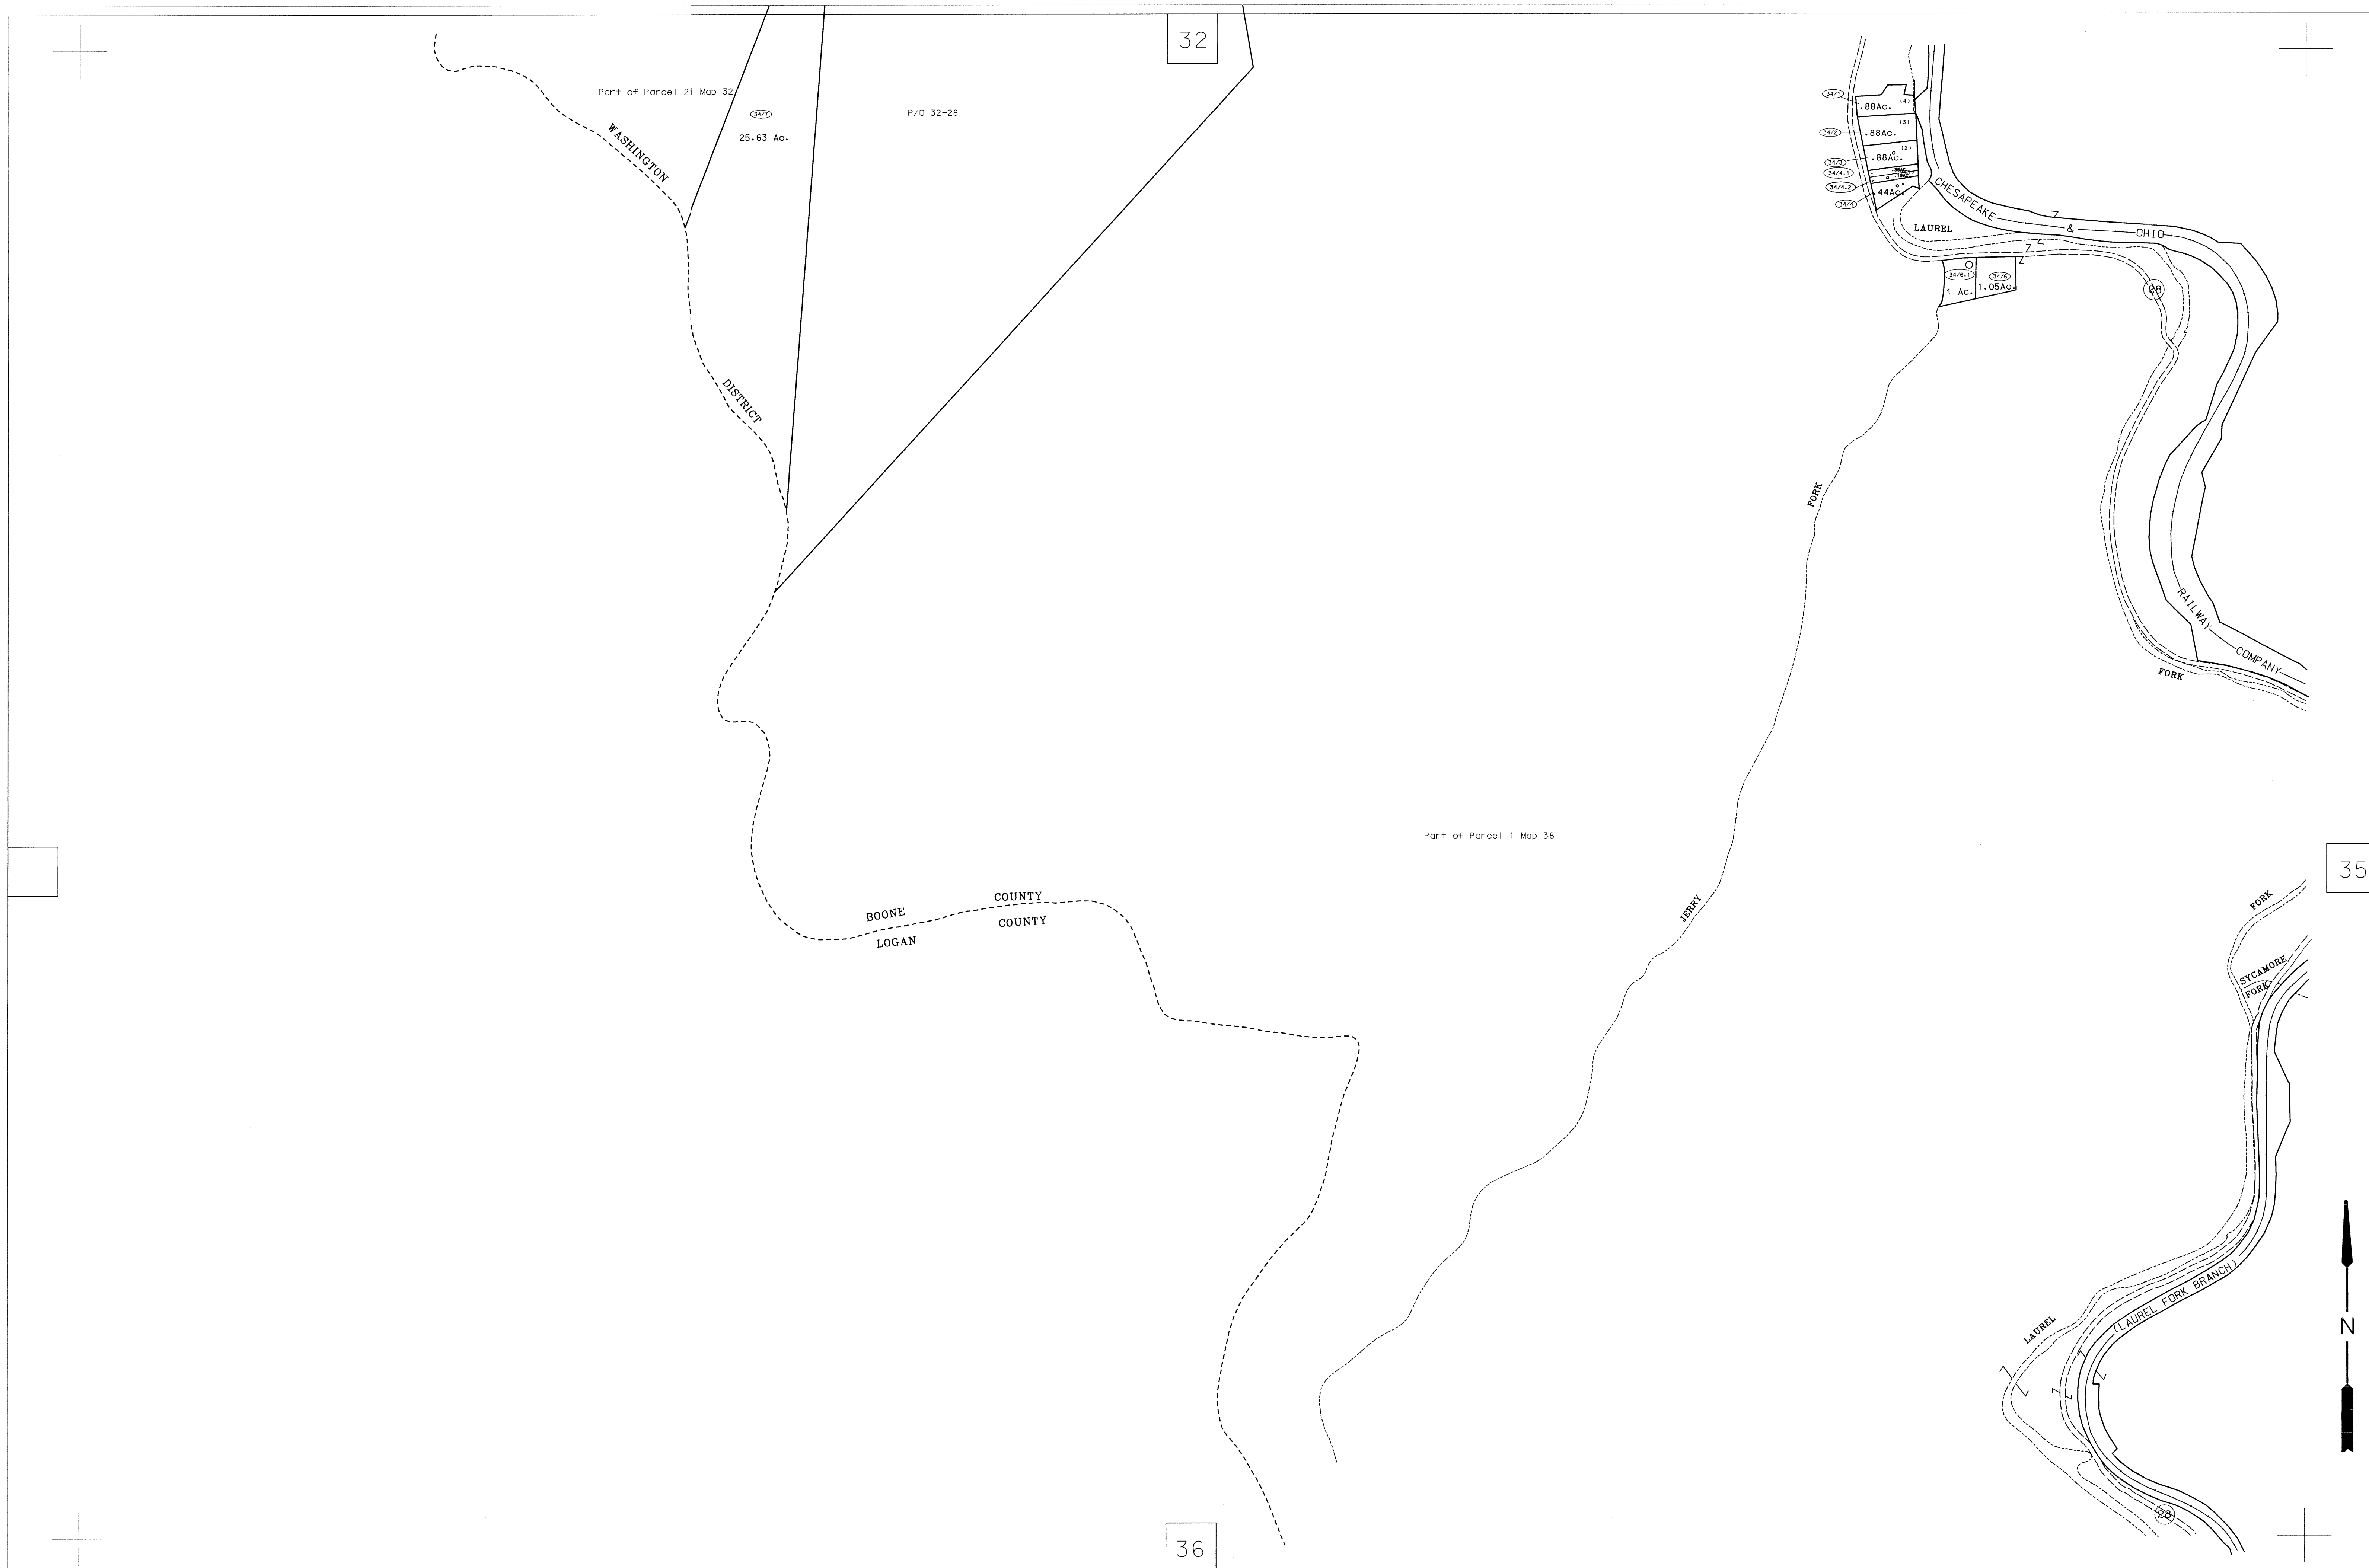 32
Part of Parcel 21 Map 32
34/7
25.63 Ac.
P/O 32-28
WASHINGTON
DISTRICT
34/1
.88Ac.
(4)
34/2
.88Ac.
(3)
34/3
.88Ac.
(2)
34/4.1
34/4.2
34/4
.44Ac.
CHESAPEAKE
&
OHIO
LAUREL
34/6.1
1 Ac.
34/6
1.05Ac.
28
FORK
RAILWAY
COMPANY
FORK
Part of Parcel 1 Map 38
35
BOONE
COUNTY
LOGAN
COUNTY
JERRY
FORK
SYCAMORE
FORK
(LAUREL FORK BRANCH)
LAUREL
N
28
36